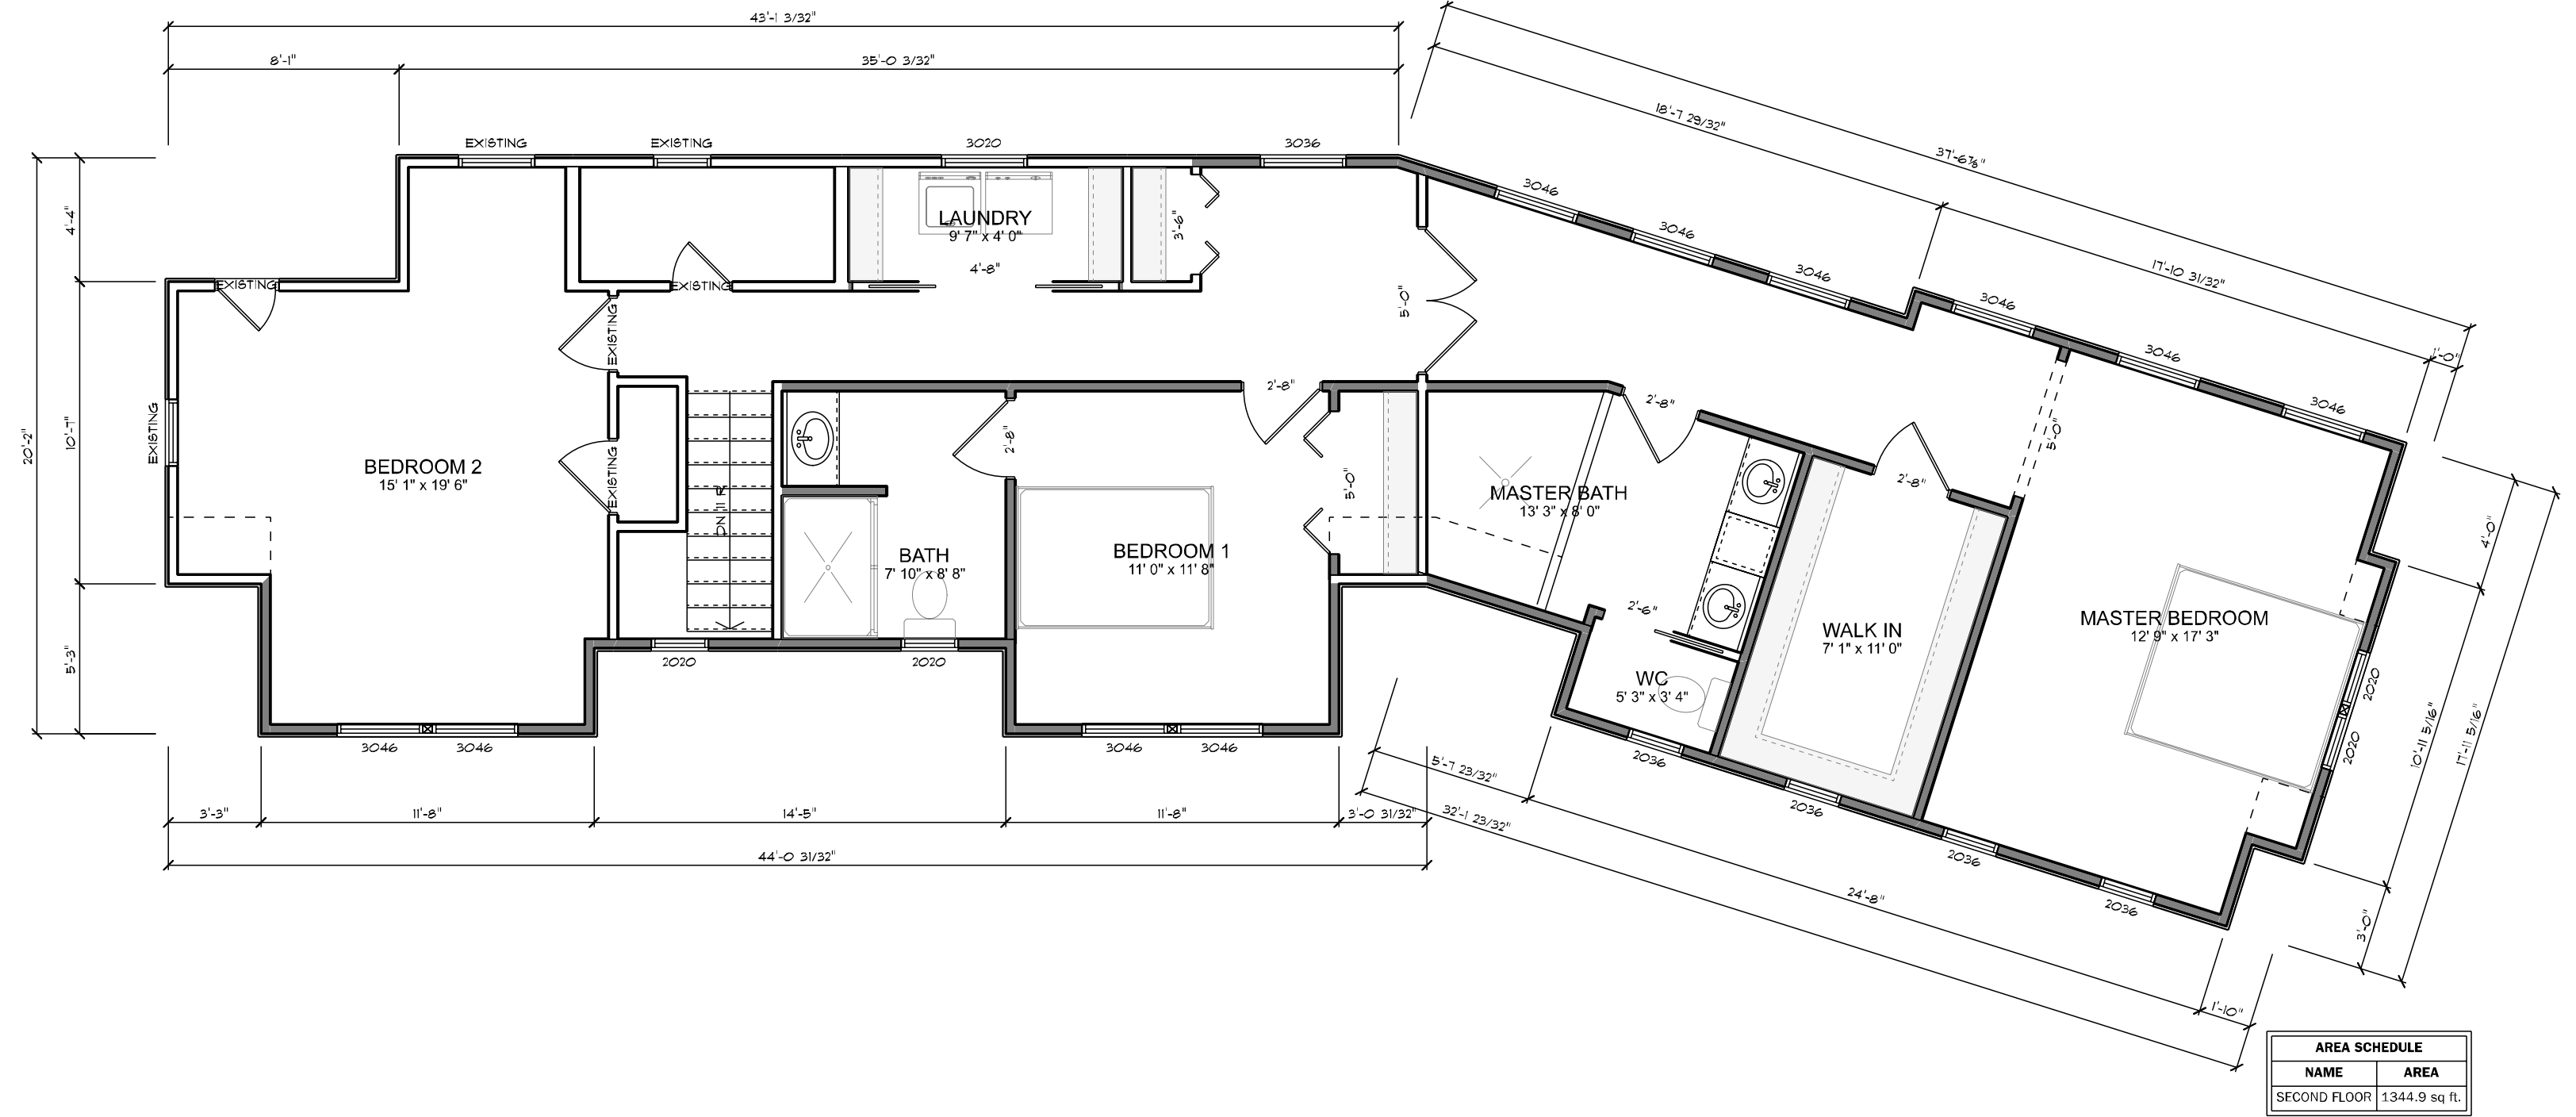 43'-1 3/32"
8'-1"
35'-0 3/32"
18'-7 29/32"
37'-6⅞"
17'-10 31/32"
1'-0"
EXISTING
EXISTING
3020
3036
3046
3046
3046
3046
3046
3046
20'-2"
4'-4"
10'-7"
5'-3"
EXISTING
EXISTING
EXISTING
EXISTING
EXISTING
LAUNDRY
9' 7" x 4' 0"
4'-8"
3'-6"
5'-0"
2'-8"
2'-8"
2'-8"
5'-0"
2'-8"
5'-0"
BEDROOM 2
15' 1" x 19' 6"
DN 11 R
BATH
7' 10" x 8' 8"
BEDROOM 1
11' 0" x 11' 8"
MASTER BATH
13' 3" x 8' 0"
2'-6"
WC
5' 3" x 3' 4"
WALK IN
7' 1" x 11' 0"
MASTER BEDROOM
12' 9" x 17' 3"
4'-0"
10'-11 5/16"
17'-11 5/16"
3'-0"
2020
2020
2020
2020
3046
3046
3046
3046
2036
2036
2036
2036
3'-3"
11'-8"
14'-5"
11'-8"
3'-0 31/32"
44'-0 31/32"
5'-7 23/32"
32'-1 23/32"
24'-8"
1'-10"
AREA SCHEDULE
NAME AREA
SECOND FLOOR 1344.9 sq ft.